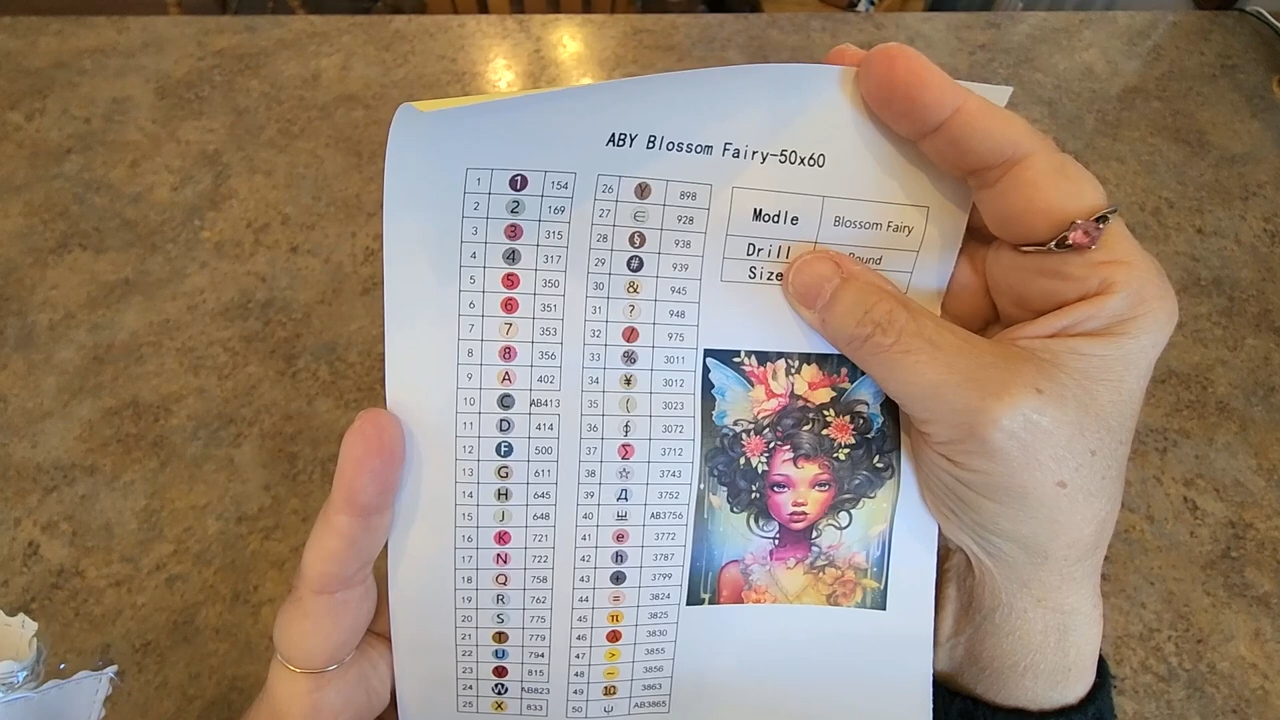 ABY Blossom Fairy-50x60
1 1 154
2 2 169
3 3 315
4 4 317
5 5 350
6 6 351
7 7 353
8 8 356
9 A 402
10 C AB413
11 D 414
12 F 500
13 G 611
14 H 645
15 J 648
16 K 721
17 N 722
18 Q 758
19 R 762
20 S 775
21 T 779
22 U 794
23 V 815
24 W AB823
25 X 833
26 Y 898
27 ∈ 928
28 § 938
29 # 939
30 & 945
31 ? 948
32 / 975
33 % 3011
34 ¥ 3012
35 ( 3023
36 ∮ 3072
37 Σ 3712
38 ☆ 3743
39 Д 3752
40 Ш AB3756
41 e 3772
42 h 3787
43 + 3799
44 = 3824
45 π 3825
46 λ 3830
47 > 3855
48 ~ 3856
49 10 3863
50 ψ AB3865
Modle Blossom Fairy
Drill Round
Size